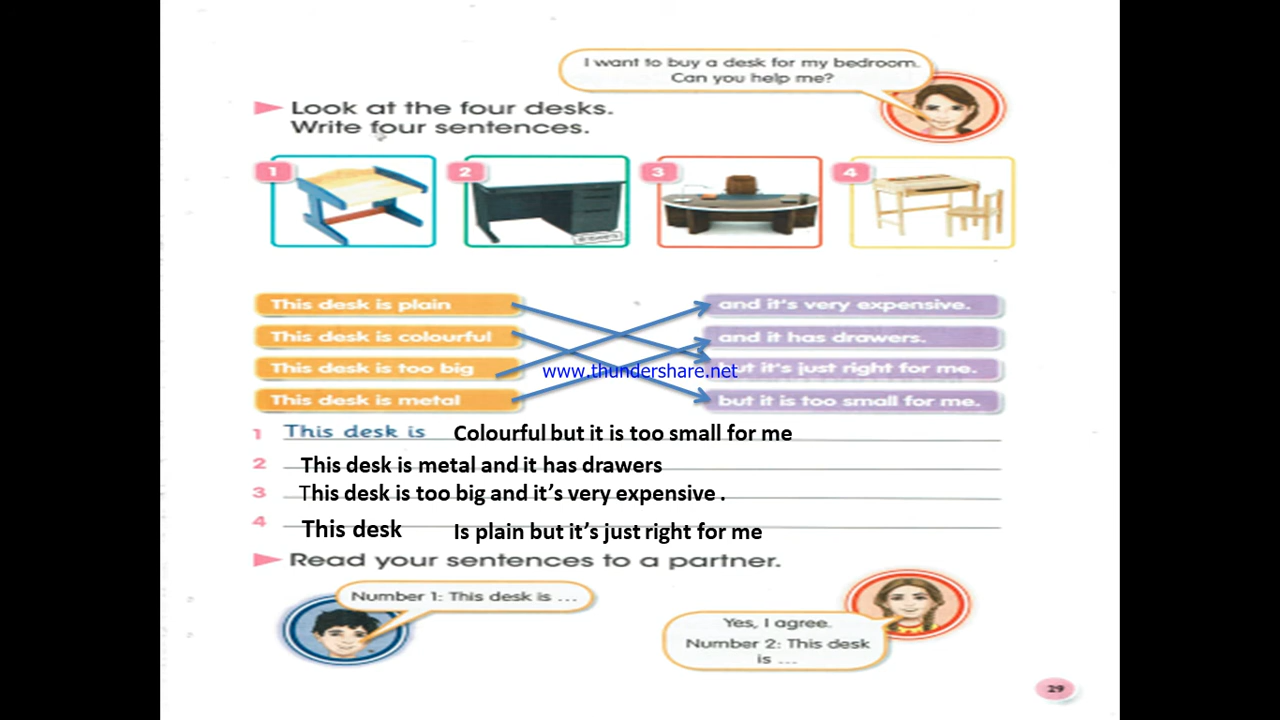 I want to buy a desk for my bedroom.
Can you help me?
Look at the four desks.
Write four sentences.
1
2
3
4
This desk is plain
and it's very expensive.
This desk is colourful
and it has drawers.
This desk is too big
but it's just right for me.
www.thundershare.net
This desk is metal
but it is too small for me.
1 This desk is Colourful but it is too small for me
2 This desk is metal and it has drawers
3 This desk is too big and it’s very expensive .
4 This desk Is plain but it’s just right for me
Read your sentences to a partner.
Number 1: This desk is ...
Yes, I agree.
Number 2: This desk
is ...
29